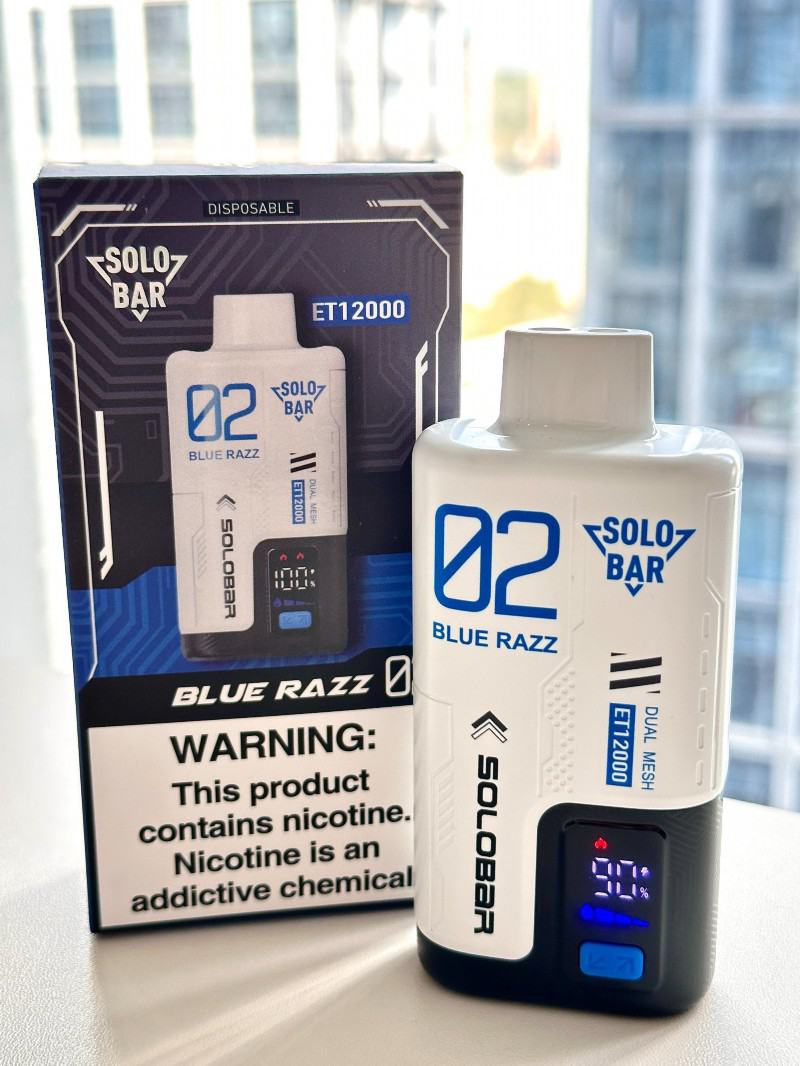 DISPOSABLE
SOLO
BAR
ET12000
02
BLUE RAZZ
SOLO
BAR
DUAL MESH
ET12000
SOLOBAR
100%
BLUE RAZZ 0
WARNING:
This product
contains nicotine.
Nicotine is an
addictive chemical
02
BLUE RAZZ
SOLO
BAR
DUAL MESH
ET12000
SOLOBAR
90%